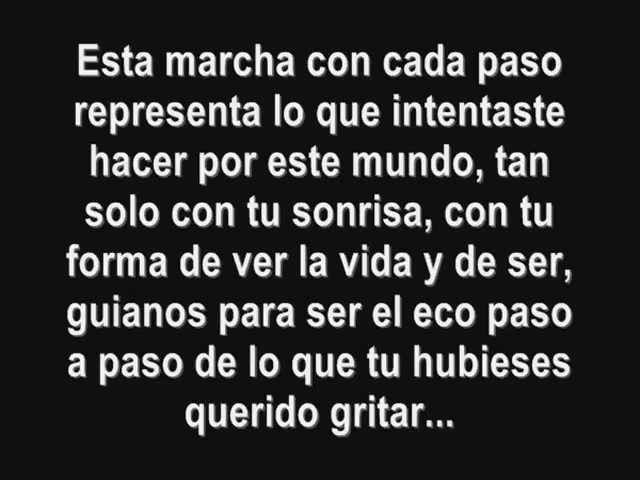 Esta marcha con cada paso
representa lo que intentaste
hacer por este mundo, tan
solo con tu sonrisa, con tu
forma de ver la vida y de ser,
guianos para ser el eco paso
a paso de lo que tu hubieses
querido gritar...